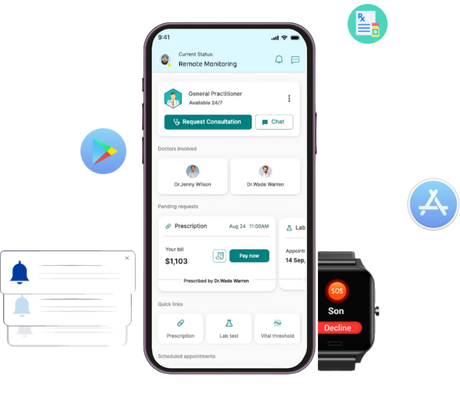 Rx
9:41
Current Status:
Remote Monitoring
General Practitioner
Available 24/7
Request Consultation
Chat
Doctors involved
Dr.Jenny Wilson
Dr.Wade Warren
Pending requests
Prescription
Aug 24 11:00AM
Lab
Your Bill
$1,103
Pay now
Appointi
14 Sep,
Prescribed by Dr.Wade Warren
Quick links
Prescription
Lab test
Vital threshold
Scheduled appointments
SOS
Son
Decline